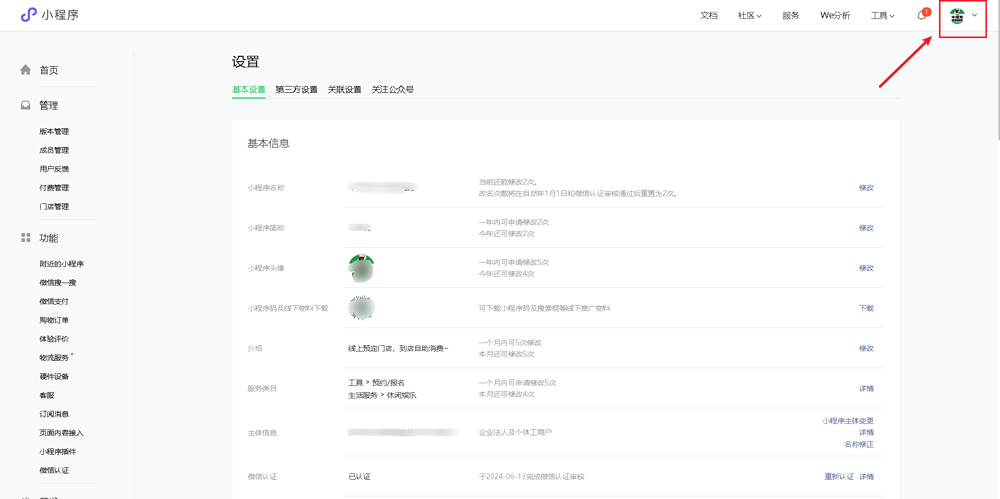 小程序
文档 社区 服务 We分析 工具 1
首页
管理
版本管理
成员管理
用户反馈
付费管理
门店管理
功能
附近的小程序
微信搜一搜
微信支付
购物订单
体验评价
物流服务
硬件设备
客服
订阅消息
页面内容接入
小程序插件
微信认证
设置
基本设置 第三方设置 关联设置 关注公众号
基本信息
小程序名称
当前还能修改2次。
改名次数将在自然年1月1日和微信认证审核通过后重置为2次。
修改
小程序简称
一年内可申请修改2次
今年还可修改2次
修改
小程序头像
一年内可申请修改5次
今年还可修改4次
修改
小程序码及线下物料下载
可下载小程序码及搜索框等线下推广物料
下载
介绍
线上预定门店，到店自助消费~
一个月内可5次修改
本月还可修改5次
修改
服务类目
工具 > 预约/报名
生活服务 > 休闲娱乐
一个月内可申请修改5次
本月还可修改4次
详情
主体信息
企业法人及个体工商户
小程序主体变更
详情
名称修正
微信认证
已认证
于2024-06-13完成微信认证审核
重新认证 详情